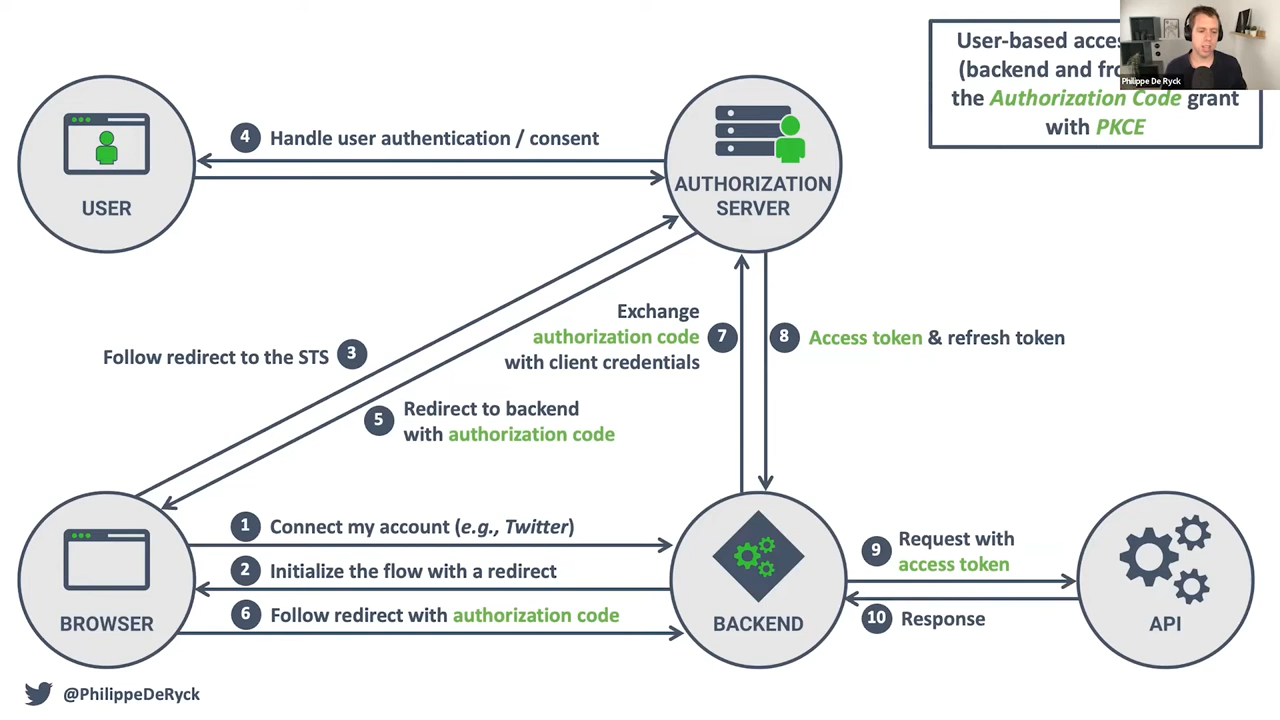 User-based acces
(backend and fro
the Authorization Code grant
with PKCE
Philippe De Ryck
4 Handle user authentication / consent
USER
AUTHORIZATION
SERVER
Follow redirect to the STS 3
Exchange
authorization code
with client credentials
7
8 Access token & refresh token
5 Redirect to backend
with authorization code
1 Connect my account (e.g., Twitter)
2 Initialize the flow with a redirect
6 Follow redirect with authorization code
BROWSER
BACKEND
9 Request with
access token
10 Response
API
@PhilippeDeRyck